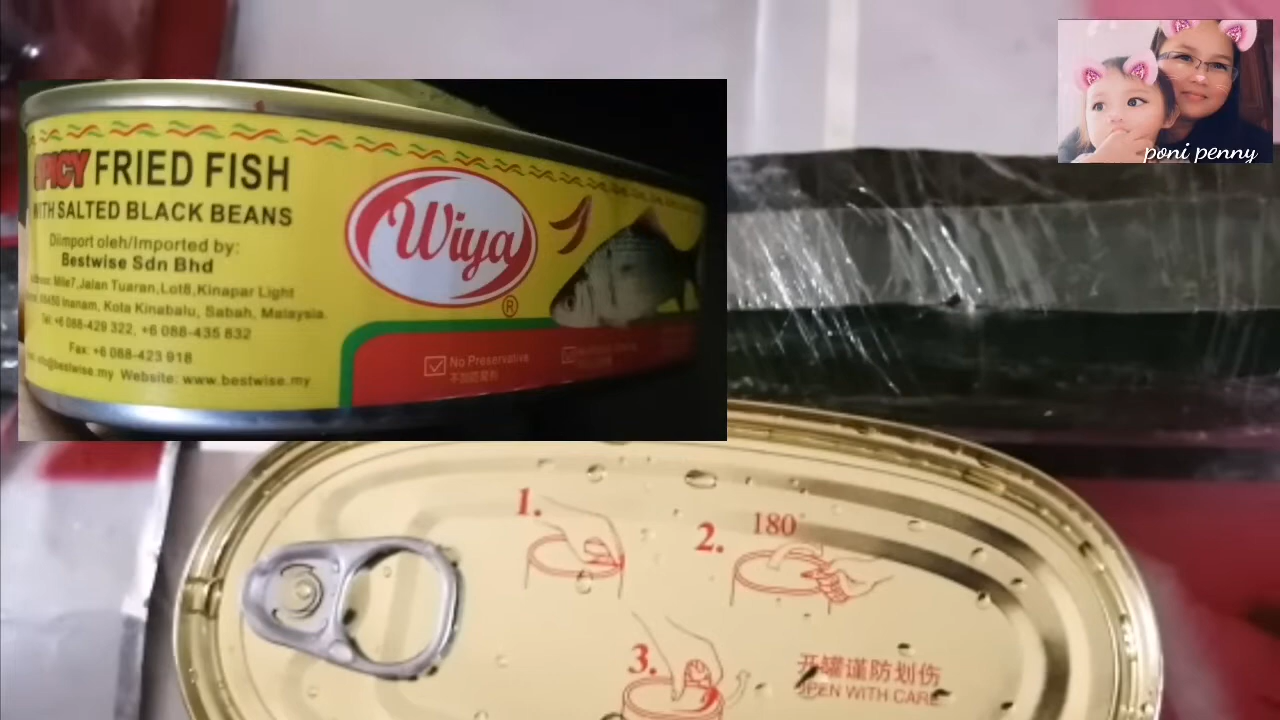 SPICY FRIED FISH
WITH SALTED BLACK BEANS
Diimport oleh/Imported by:
Bestwise Sdn Bhd
Mile7,Jalan Tuaran,Lot8,Kinapar Light
Inanam, Kota Kinabalu, Sabah, Malaysia.
Tel: +6 088-429 322, +6 088-435 832
Fax: +6 088-423 918
Website: www.bestwise.my
Wiya
®
No Preservative
poni penny
1.
2.
180°
3.
开罐谨防划伤
OPEN WITH CARE